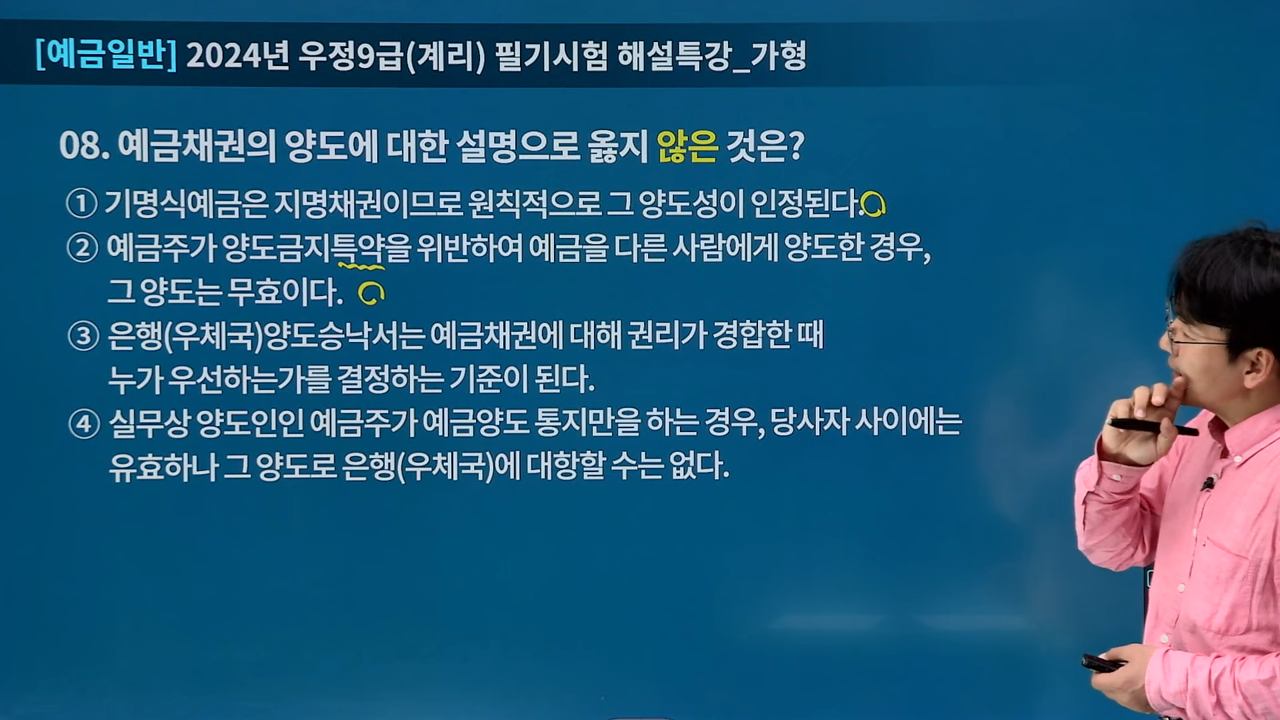 [예금일반] 2024년 우정9급(계리) 필기시험 해설특강_가형
08. 예금채권의 양도에 대한 설명으로 옳지 않은 것은?
① 기명식예금은 지명채권이므로 원칙적으로 그 양도성이 인정된다.
② 예금주가 양도금지특약을 위반하여 예금을 다른 사람에게 양도한 경우,
그 양도는 무효이다.
③ 은행(우체국)양도승낙서는 예금채권에 대해 권리가 경합한 때
누가 우선하는가를 결정하는 기준이 된다.
④ 실무상 양도인인 예금주가 예금양도 통지만을 하는 경우, 당사자 사이에는
유효하나 그 양도로 은행(우체국)에 대항할 수는 없다.